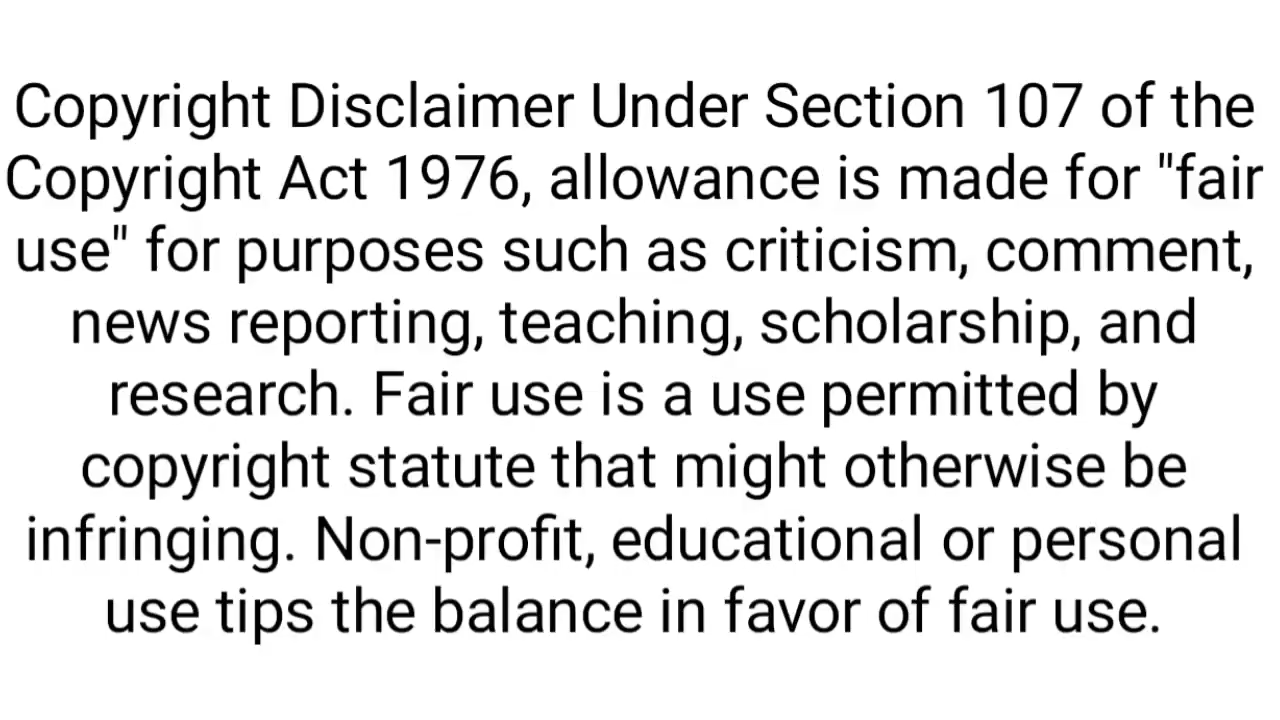 Copyright Disclaimer Under Section 107 of the
Copyright Act 1976, allowance is made for "fair
use" for purposes such as criticism, comment,
news reporting, teaching, scholarship, and
research. Fair use is a use permitted by
copyright statute that might otherwise be
infringing. Non-profit, educational or personal
use tips the balance in favor of fair use.